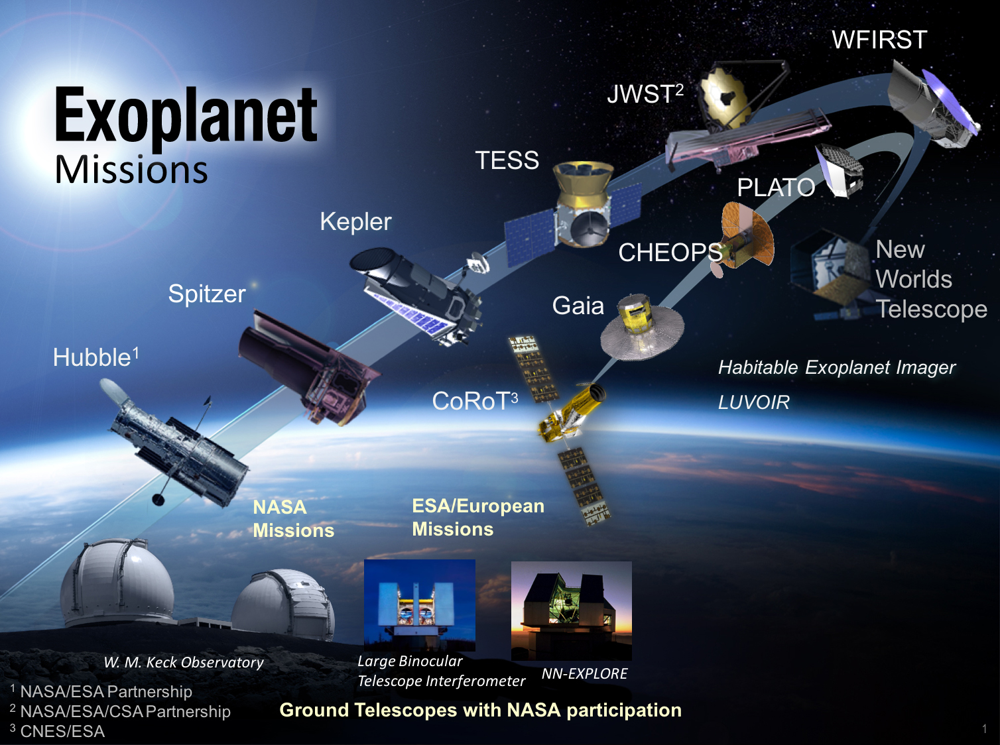 Exoplanet
Missions
WFIRST
JWST²
TESS
PLATO
Kepler
CHEOPS
New
Worlds
Telescope
Spitzer
Gaia
Hubble¹
Habitable Exoplanet Imager
CoRoT³
LUVOIR
NASA
Missions
ESA/European
Missions
W. M. Keck Observatory
Large Binocular
Telescope Interferometer
NN-EXPLORE
¹ NASA/ESA Partnership
² NASA/ESA/CSA Partnership
³ CNES/ESA
Ground Telescopes with NASA participation
1